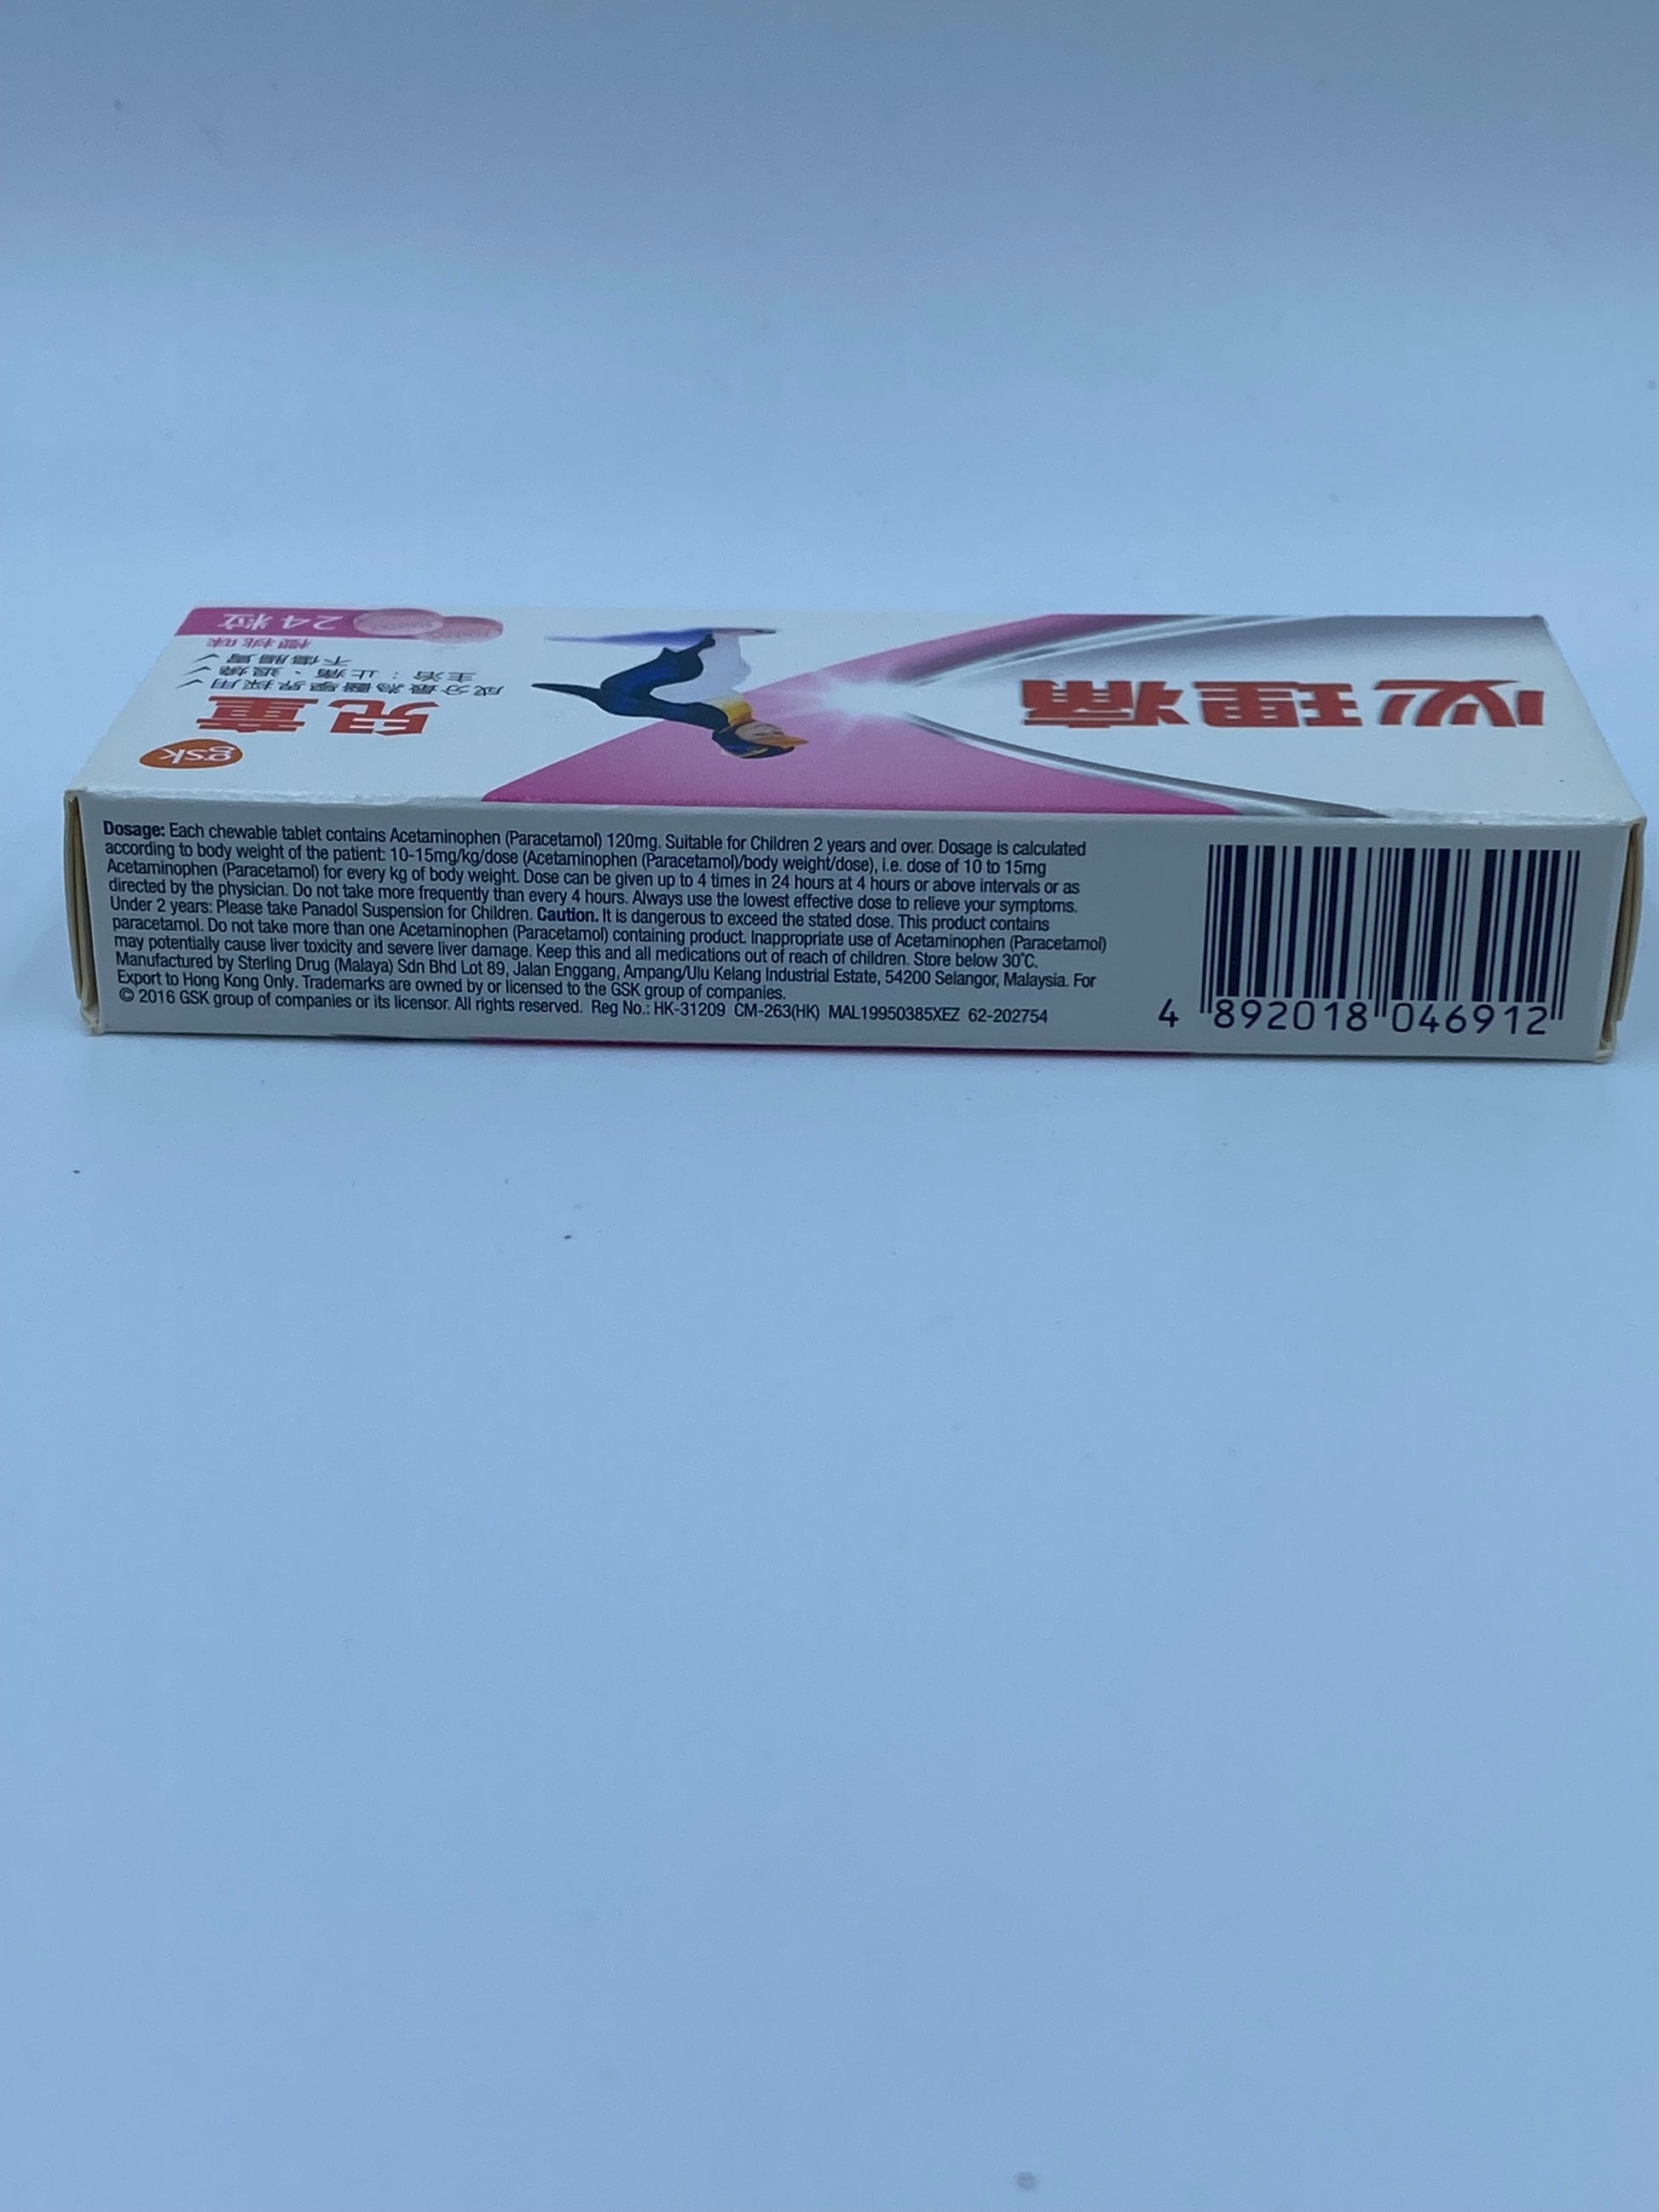 必理痛
gsk
兒童
成分最為醫學界採用✓
主治：止痛、退燒✓
不傷腸胃✓
櫻桃味
24粒
Dosage: Each chewable tablet contains Acetaminophen (Paracetamol) 120mg. Suitable for Children 2 years and over. Dosage is calculated
according to body weight of the patient: 10-15mg/kg/dose (Acetaminophen (Paracetamol)/body weight/dose), i.e. dose of 10 to 15mg
Acetaminophen (Paracetamol) for every kg of body weight. Dose can be given up to 4 times in 24 hours at 4 hours or above intervals or as
directed by the physician. Do not take more frequently than every 4 hours. Always use the lowest effective dose to relieve your symptoms.
Under 2 years: Please take Panadol Suspension for Children. Caution. It is dangerous to exceed the stated dose. This product contains
paracetamol. Do not take more than one Acetaminophen (Paracetamol) containing product. Inappropriate use of Acetaminophen (Paracetamol)
may potentially cause liver toxicity and severe liver damage. Keep this and all medications out of reach of children. Store below 30°C.
Manufactured by Sterling Drug (Malaya) Sdn Bhd Lot 89, Jalan Enggang, Ampang/Ulu Kelang Industrial Estate, 54200 Selangor, Malaysia. For
Export to Hong Kong Only. Trademarks are owned by or licensed to the GSK group of companies.
© 2016 GSK group of companies or its licensor. All rights reserved. Reg No.: HK-31209 CM-263(HK) MAL19950385XEZ 62-202754
4 892018 046912